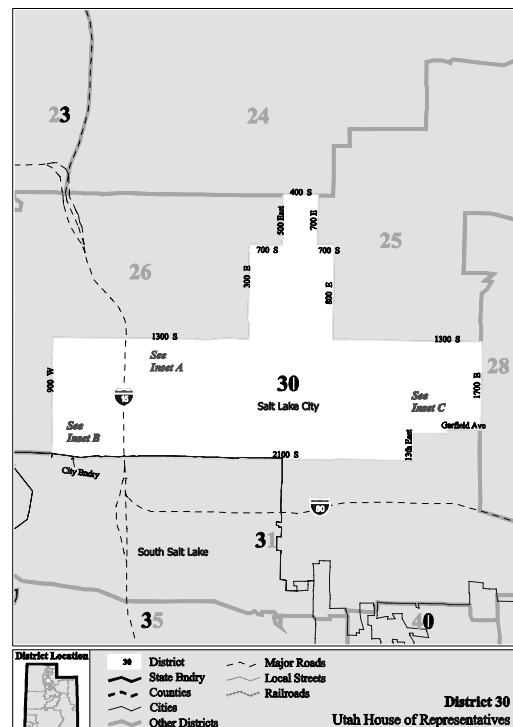 23
24
400 S
500 East
700 E
700 S
700 S
25
26
300 E
800 E
1300 S
1300 S
See
Inset A
28
900 W
30
Salt Lake City
1700 E
15
See
Inset C
See
Inset B
Garfield Ave
13th East
2100 S
City Bndry
80
31
South Salt Lake
35
40
District Location
30 District
State Bndry
Counties
Cities
Other Districts
Major Roads
Local Streets
Railroads
District 30
Utah House of Representatives